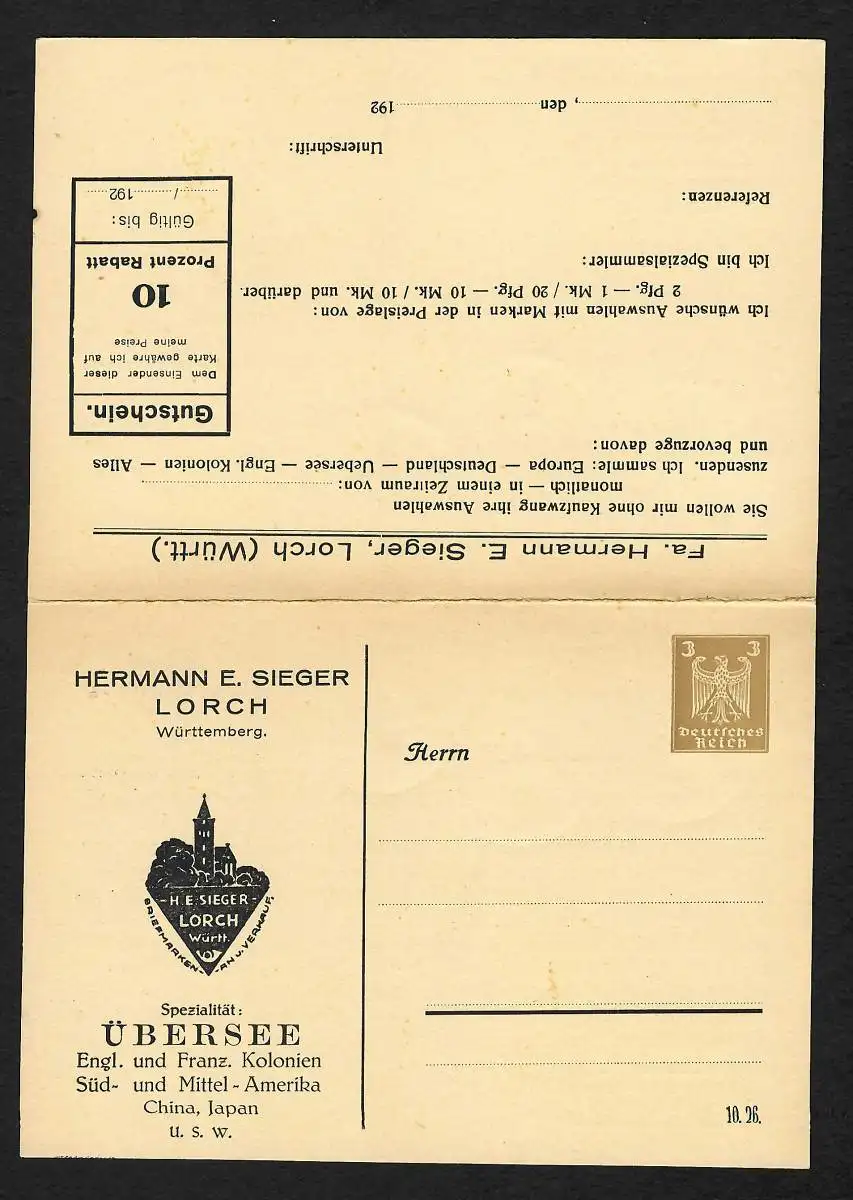 Fa. Hermann E. Sieger, Lorch (Württ.)
Sie wollen mir ohne Kaufzwang ihre Auswahlen
monatlich — in einem Zeitraum von:
zusenden. Ich sammle: Europa — Deutschland — Uebersee — Engl. Kolonien — Alles
und bevorzuge davon:
Gutschein.
Dem Einsender dieser
Karte gewähre ich auf
meine Preise
10
Prozent Rabatt
Gültig bis:
/ 192
Ich wünsche Auswahlen mit Marken in der Preislage von:
2 Pfg. — 1 Mk. / 20 Pfg. — 10 Mk. / 10 Mk. und darüber.
Ich bin Spezialsammler:
Referenzen:
Unterschrift:
, den 192
HERMANN E. SIEGER
LORCH
Württemberg.
- H. E. SIEGER -
LORCH
Württ.
BRIEFMARKEN-AN U. VERKAUF.
Spezialität:
ÜBERSEE
Engl. und Franz. Kolonien
Süd- und Mittel-Amerika
China, Japan
U. S. W.
3 3
Deutsches
Reich
Herrn
10. 26.